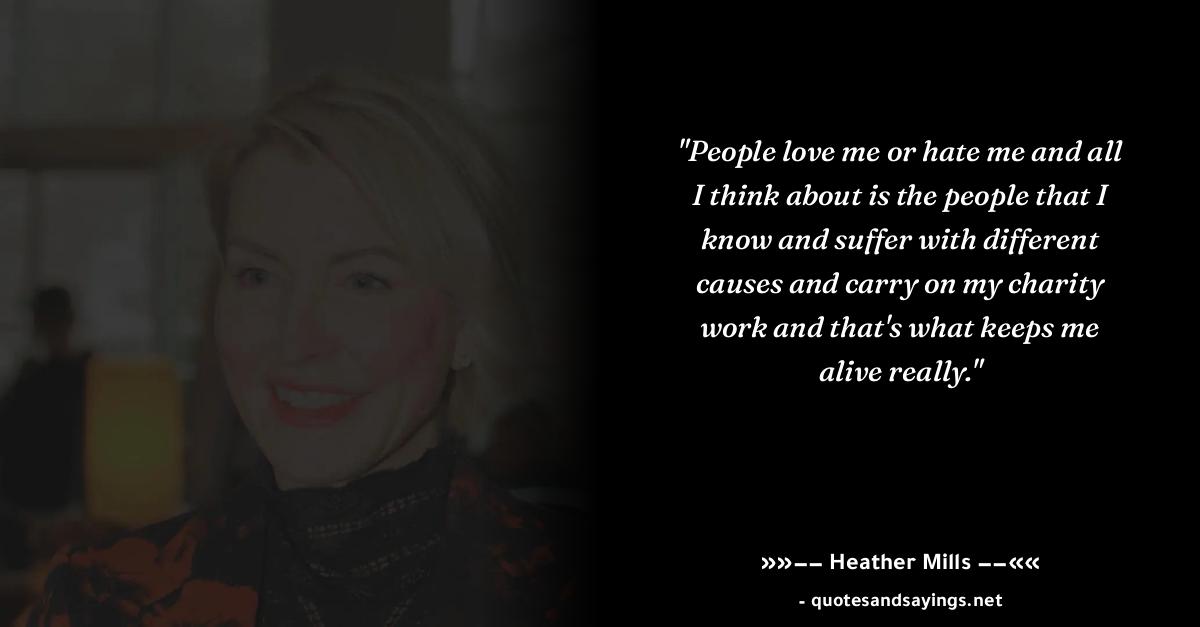 "People love me or hate me and all
I think about is the people that I
know and suffer with different
causes and carry on my charity
work and that's what keeps me
alive really."
»»−− Heather Mills −−««
- quotesandsayings.net